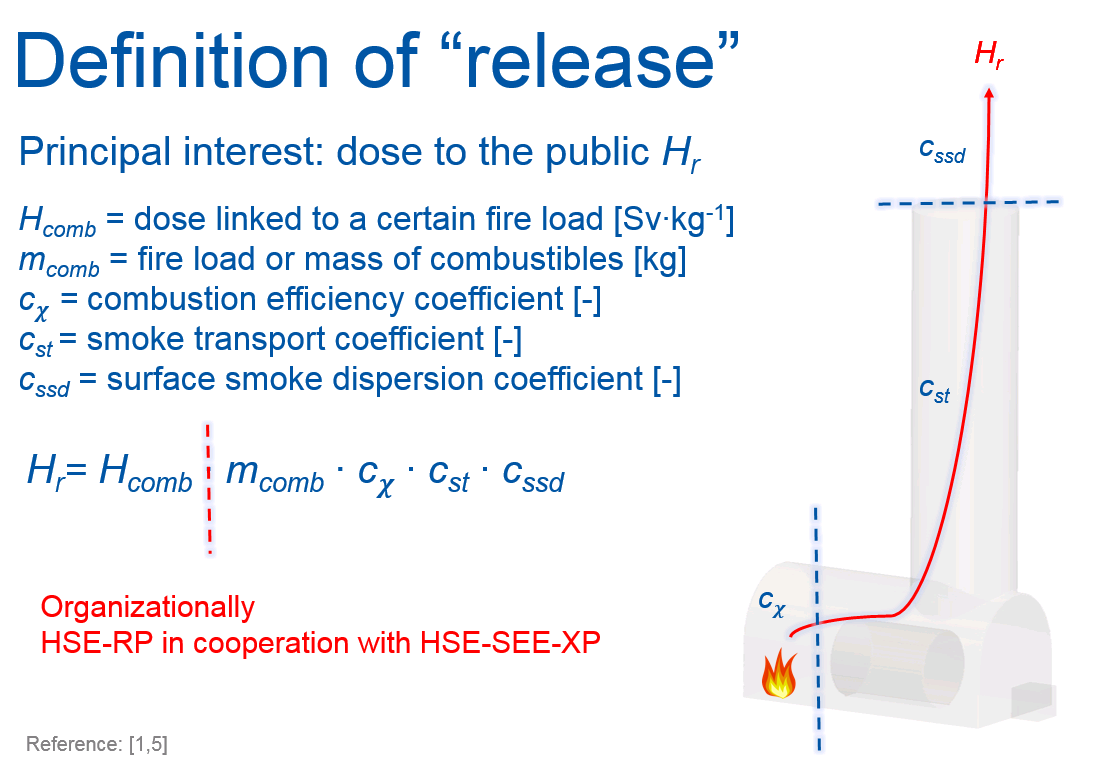 Definition of “release”
Principal interest: dose to the public Hr
Hcomb = dose linked to a certain fire load [Sv·kg-1]
mcomb = fire load or mass of combustibles [kg]
cχ = combustion efficiency coefficient [-]
cst = smoke transport coefficient [-]
cssd = surface smoke dispersion coefficient [-]
Hr= Hcomb · mcomb · cχ · cst · cssd
Organizationally
HSE-RP in cooperation with HSE-SEE-XP
Reference: [1,5]
Hr
cssd
cst
cχ